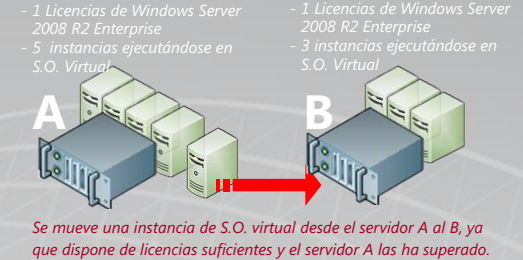 - 1 Licencias de Windows Server
2008 R2 Enterprise
- 5 instancias ejecutándose en
S.O. Virtual
- 1 Licencias de Windows Server
2008 R2 Enterprise
- 3 instancias ejecutándose en
S.O. Virtual
A
B
Se mueve una instancia de S.O. virtual desde el servidor A al B, ya
que dispone de licencias suficientes y el servidor A las ha superado.